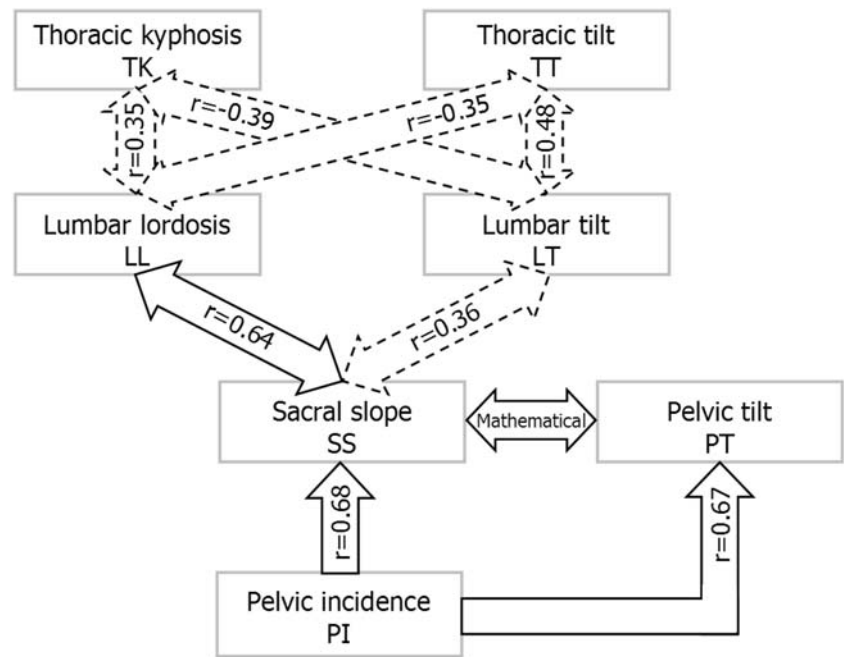 Thoracic kyphosis
TK
Thoracic tilt
TT
r=0.35
r=-0.39
r=-0.35
r=0.48
Lumbar lordosis
LL
Lumbar tilt
LT
r=0.64
r=0.36
Sacral slope
SS
Mathematical
Pelvic tilt
PT
r=0.68
r=0.67
Pelvic incidence
PI